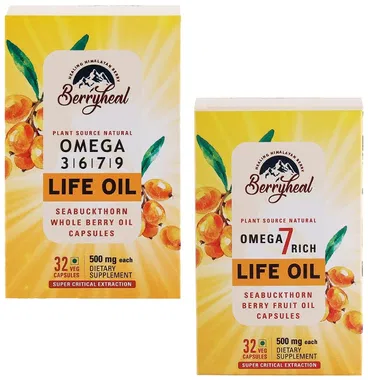 HEALING HIMALAYAN BERRY
Berryheal
PLANT SOURCE NATURAL
OMEGA
3|6|7|9
LIFE OIL
SEABUCKTHORN
WHOLE BERRY OIL
CAPSULES
32 VEG CAPSULES
500 mg each
DIETARY
SUPPLEMENT
SUPER CRITICAL EXTRACTION
HEALING HIMALAYAN BERRY
Berryheal
PLANT SOURCE NATURAL
OMEGA 7 RICH
LIFE OIL
SEABUCKTHORN
BERRY FRUIT OIL
CAPSULES
32 VEG CAPSULES
500 mg each
DIETARY
SUPPLEMENT
SUPER CRITICAL EXTRACTION